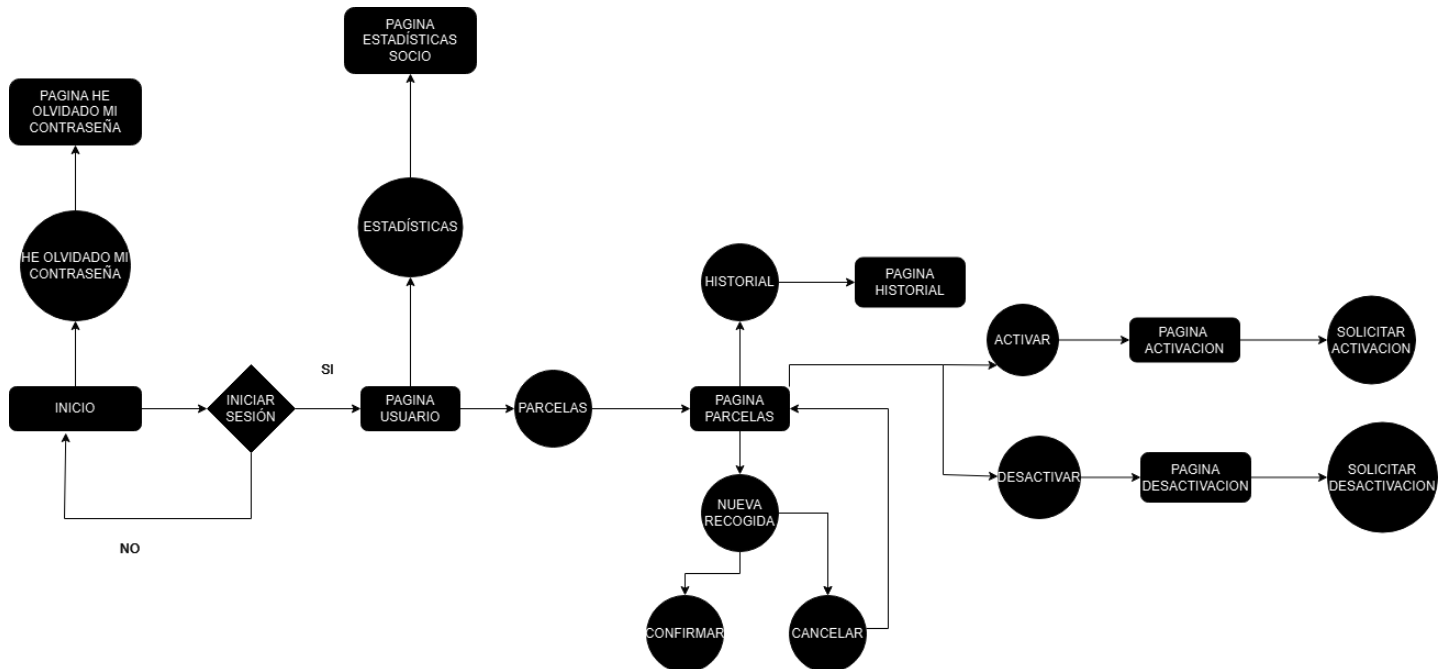 PAGINA
ESTADÍSTICAS
SOCIO
PAGINA HE
OLVIDADO MI
CONTRASEÑA
HE OLVIDADO MI
CONTRASEÑA
ESTADÍSTICAS
HISTORIAL
PAGINA
HISTORIAL
ACTIVAR
PAGINA
ACTIVACION
SOLICITAR
ACTIVACION
INICIO
INICIAR
SESIÓN
SI
PAGINA
USUARIO
PARCELAS
PAGINA
PARCELAS
DESACTIVAR
PAGINA
DESACTIVACION
SOLICITAR
DESACTIVACION
NUEVA
RECOGIDA
NO
CONFIRMAR
CANCELAR